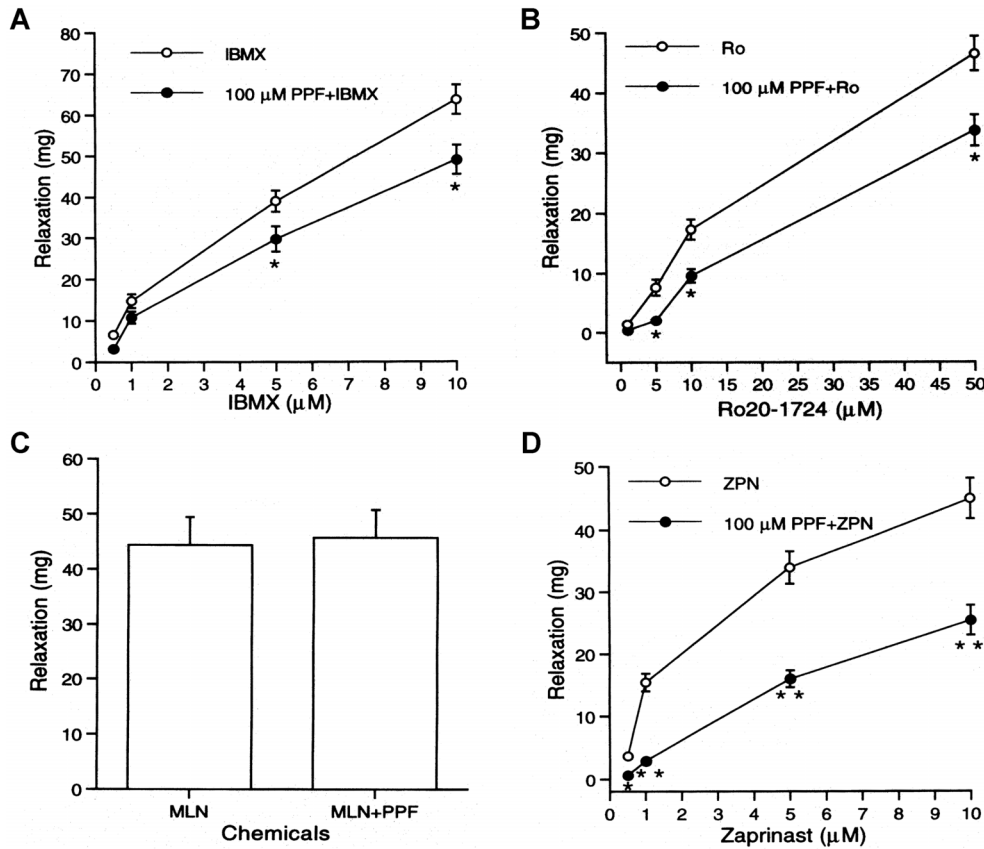 A
80
70
60
50
40
30
20
10
0
Relaxation (mg)
IBMX
100 μM PPF+IBMX
*
*
0 1 2 3 4 5 6 7 8 9 10
IBMX (μM)
B
50
40
30
20
10
0
Relaxation (mg)
Ro
100 μM PPF+Ro
*
*
*
0 5 10 15 20 25 30 35 40 45 50
Ro20-1724 (μM)
C
60
50
40
30
20
10
0
Relaxation (mg)
MLN MLN+PPF
Chemicals
D
50
40
30
20
10
0
Relaxation (mg)
ZPN
100 μM PPF+ZPN
* *
* *
* *
*
0 1 2 3 4 5 6 7 8 9 10
Zaprinast (μM)